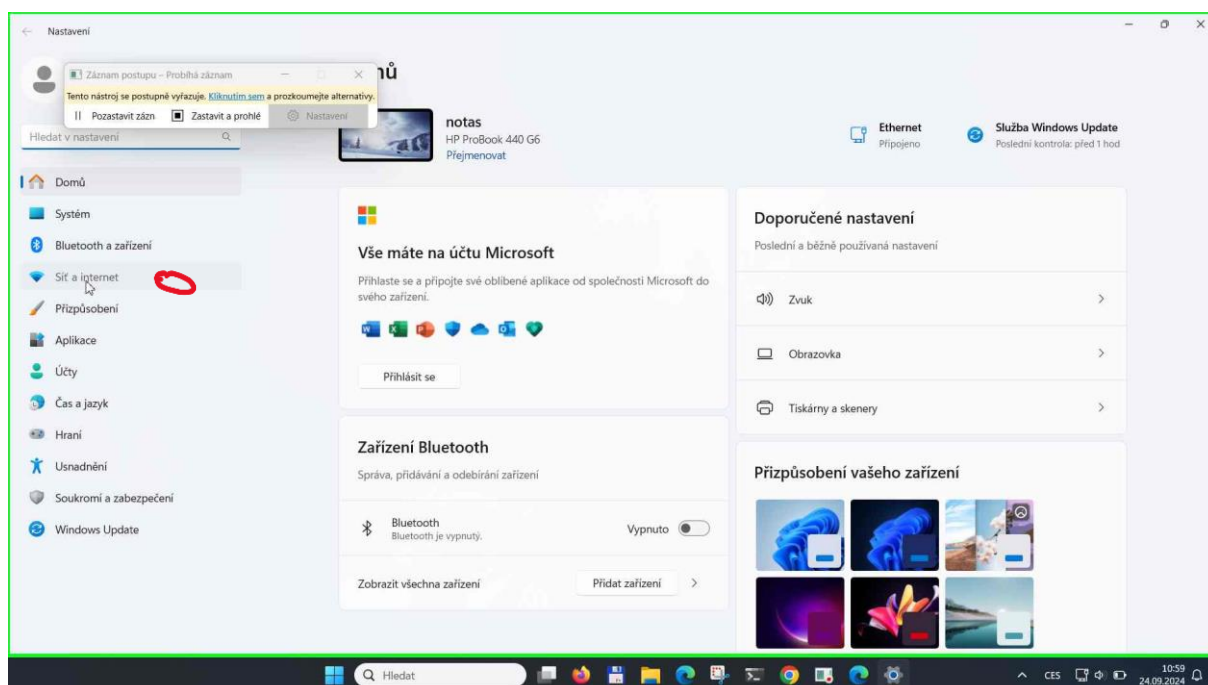 Nastavení
Záznam postupu – Probíhá záznam
Tento nástroj se postupně vyřazuje. Kliknutím sem a prozkoumejte alternativy.
Pozastavit zázn
Zastavit a prohlé
Nastavení
Hledat v nastavení
Domů
Systém
Bluetooth a zařízení
Síť a internet
Přizpůsobení
Aplikace
Účty
Čas a jazyk
Hraní
Usnadnění
Soukromí a zabezpečení
Windows Update
nů
notas
HP ProBook 440 G6
Přejmenovat
Ethernet
Připojeno
Služba Windows Update
Poslední kontrola: před 1 hod
Vše máte na účtu Microsoft
Přihlaste se a připojte své oblíbené aplikace od společnosti Microsoft do
svého zařízení.
Přihlásit se
Zařízení Bluetooth
Správa, přidávání a odebírání zařízení
Bluetooth
Bluetooth je vypnutý.
Vypnuto
Zobrazit všechna zařízení
Přidat zařízení
Doporučené nastavení
Poslední a běžně používaná nastavení
Zvuk
Obrazovka
Tiskárny a skenery
Přizpůsobení vašeho zařízení
Hledat
CES
10:59
24.09.2024